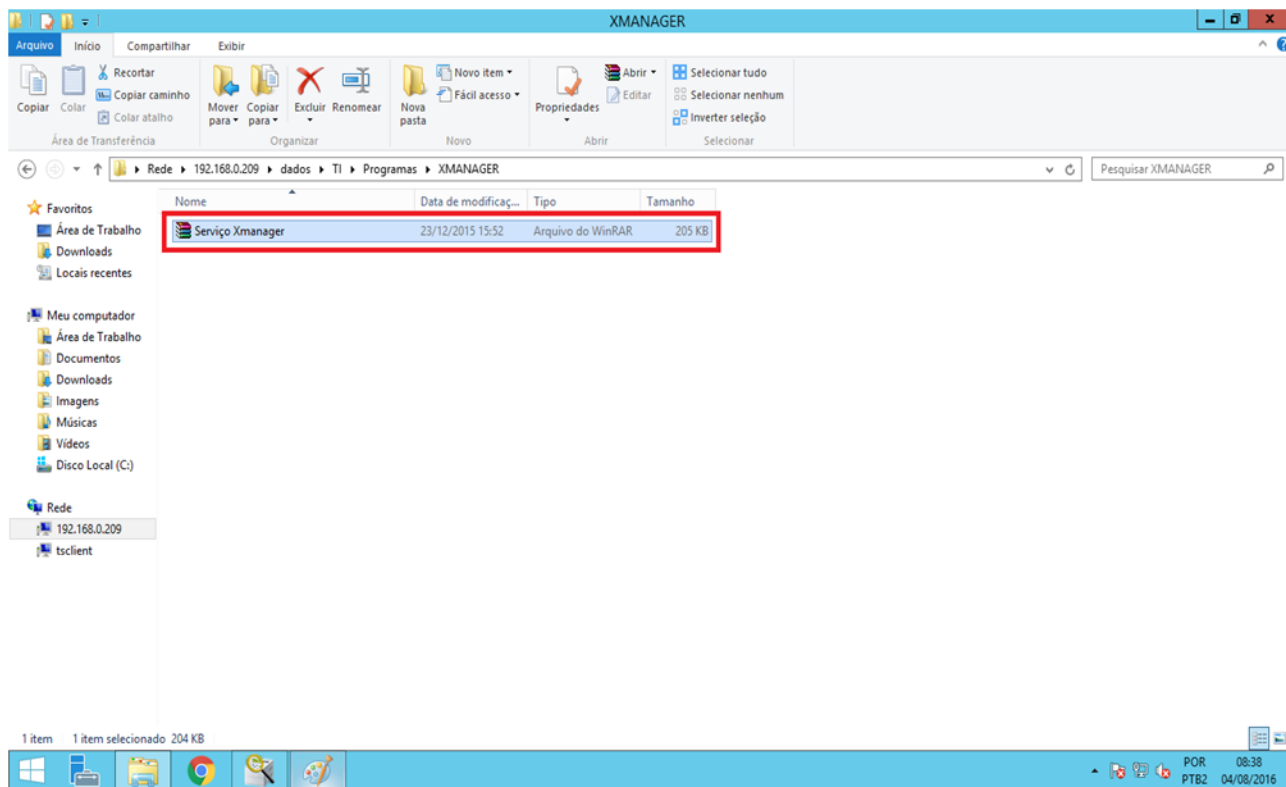 XMANAGER
Arquivo Início Compartilhar Exibir
Copiar
Colar
Recortar
Copiar caminho
Colar atalho
Área de Transferência
Mover para
Copiar para
Excluir
Renomear
Organizar
Nova pasta
Novo item
Fácil acesso
Novo
Propriedades
Abrir
Editar
Abrir
Selecionar tudo
Selecionar nenhum
Inverter seleção
Selecionar
Rede 192.168.0.209 dados TI Programas XMANAGER
Pesquisar XMANAGER
Favoritos
Área de Trabalho
Downloads
Locais recentes
Meu computador
Área de Trabalho
Documentos
Downloads
Imagens
Músicas
Vídeos
Disco Local (C:)
Rede
192.168.0.209
tsclient
Nome Data de modificaç... Tipo Tamanho
Serviço Xmanager 23/12/2015 15:52 Arquivo do WinRAR 205 KB
1 item 1 item selecionado 204 KB
POR 08:38
PTB2 04/08/2016